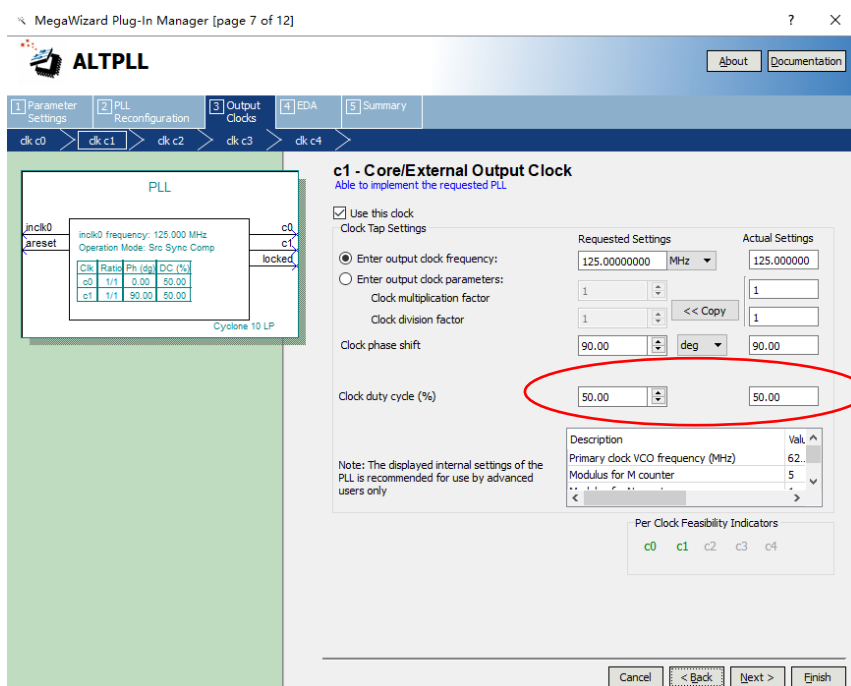 MegaWizard Plug-In Manager [page 7 of 12]
? ×
ALTPLL
About Documentation
1 Parameter Settings 2 PLL Reconfiguration 3 Output Clocks 4 EDA 5 Summary
clk c0 clk c1 clk c2 clk c3 clk c4
PLL
inclk0
areset
c0
c1
locked
inclk0 frequency: 125.000 MHz
Operation Mode: Src Sync Comp
Clk Ratio Ph (dg) DC (%)
c0 1/1 0.00 50.00
c1 1/1 90.00 50.00
Cyclone 10 LP
c1 - Core/External Output Clock
Able to implement the requested PLL
Use this clock
Clock Tap Settings
Requested Settings Actual Settings
Enter output clock frequency: 125.00000000 MHz 125.000000
Enter output clock parameters:
Clock multiplication factor 1 1
<< Copy
Clock division factor 1 1
Clock phase shift 90.00 deg 90.00
Clock duty cycle (%) 50.00 50.00
Description Valu
Primary clock VCO frequency (MHz) 62...
Modulus for M counter 5
Note: The displayed internal settings of the
PLL is recommended for use by advanced
users only
Per Clock Feasibility Indicators
c0 c1 c2 c3 c4
Cancel < Back Next > Finish